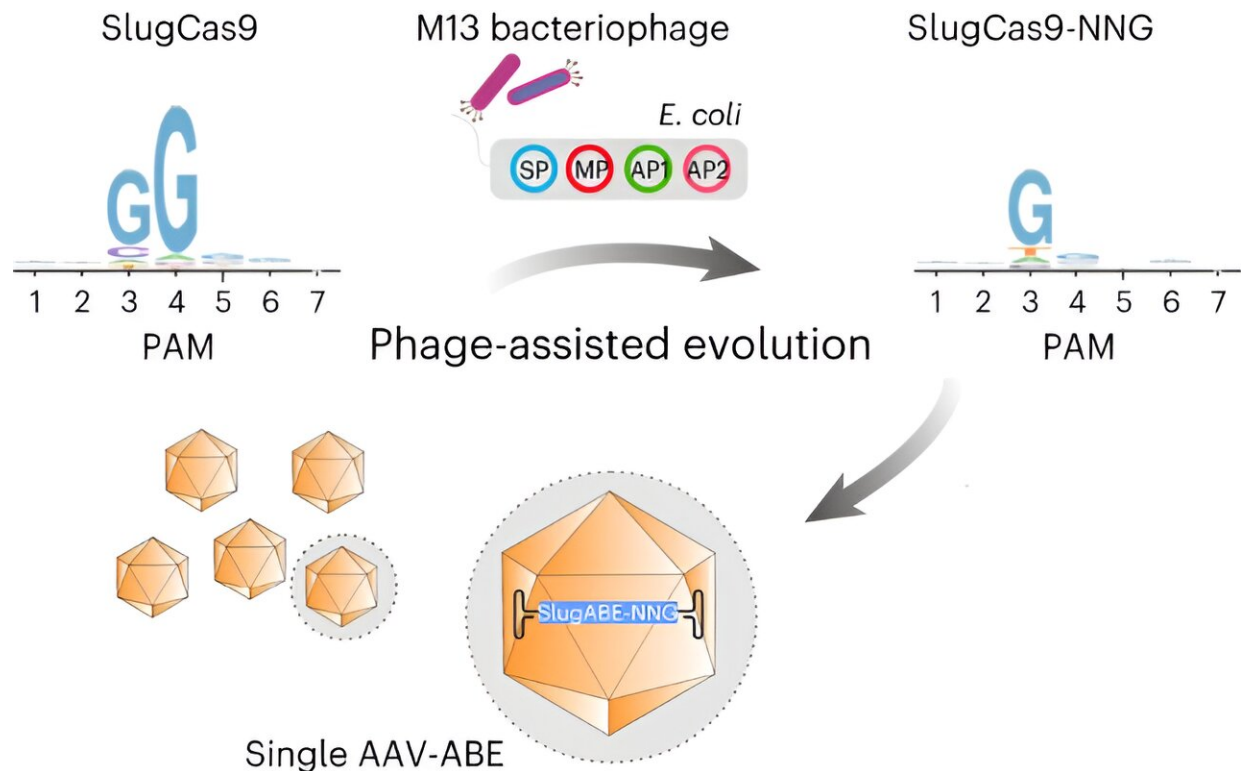 SlugCas9
M13 bacteriophage
SlugCas9-NNG
E. coli
SP MP AP1 AP2
G G
C
G
1 2 3 4 5 6 7
PAM
1 2 3 4 5 6 7
PAM
Phage-assisted evolution
SlugABE-NNG
Single AAV-ABE